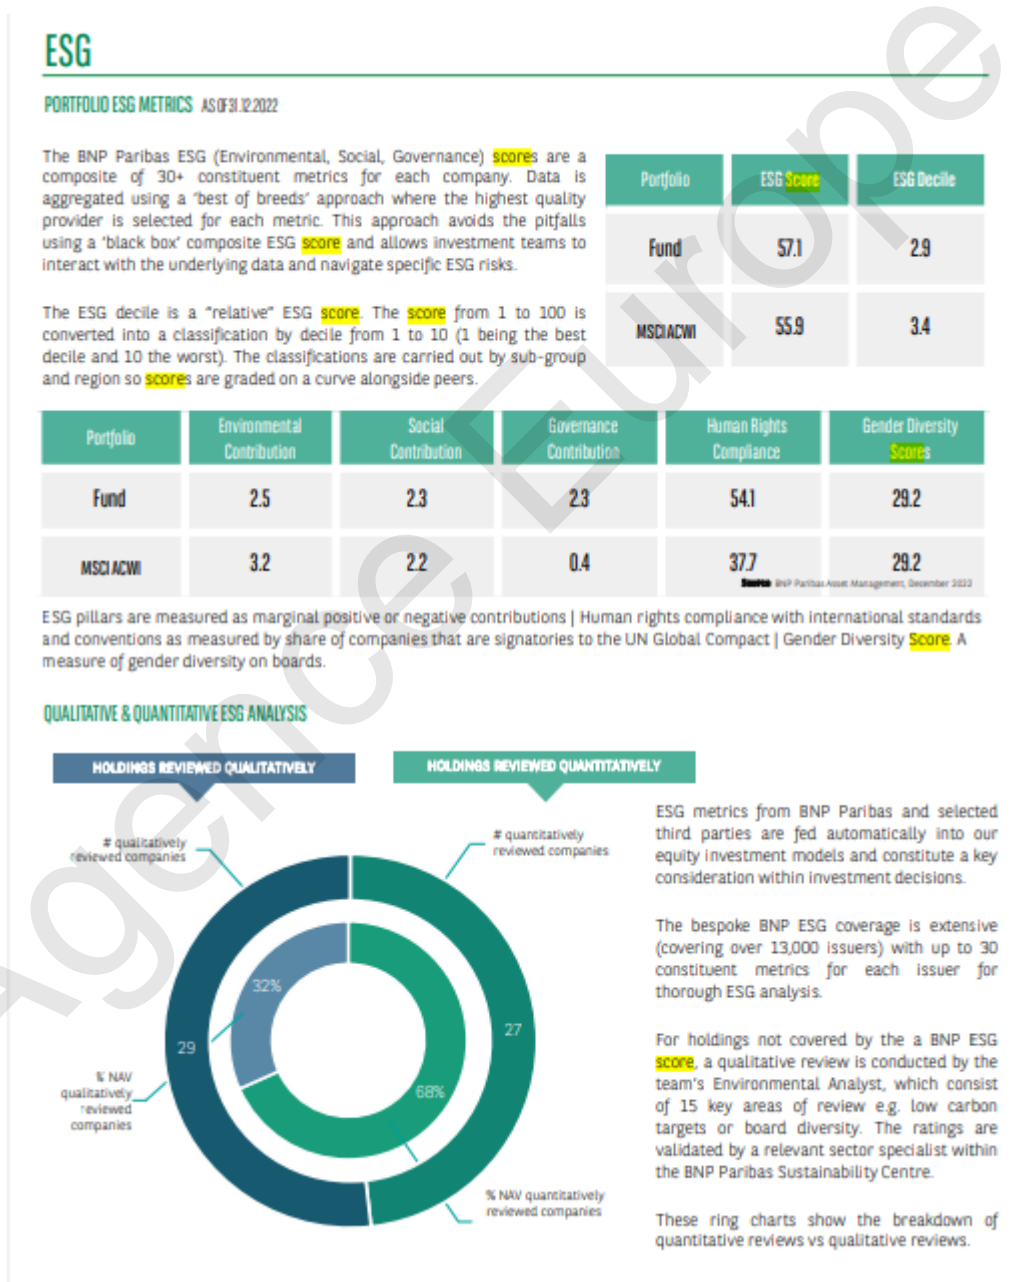 ESG
PORTFOLIO ESG METRICS AS OF 31.12.2022
The BNP Paribas ESG (Environmental, Social, Governance) scores are a
composite of 30+ constituent metrics for each company. Data is
aggregated using a 'best of breeds' approach where the highest quality
provider is selected for each metric. This approach avoids the pitfalls
using a 'black box' composite ESG score and allows investment teams to
interact with the underlying data and navigate specific ESG risks.
The ESG decile is a "relative" ESG score. The score from 1 to 100 is
converted into a classification by decile from 1 to 10 (1 being the best
decile and 10 the worst). The classifications are carried out by sub-group
and region so scores are graded on a curve alongside peers.
Portfolio ESG Score ESG Decile
Fund 57.1 2.9
MSCI ACWI 55.9 3.4
Portfolio Environmental Contribution Social Contribution Governance Contribution Human Rights Compliance Gender Diversity Scores
Fund 2.5 2.3 2.3 54.1 29.2
MSCI ACWI 3.2 2.2 0.4 37.7 29.2
Source: BNP Paribas Asset Management, December 2022
ESG pillars are measured as marginal positive or negative contributions | Human rights compliance with international standards
and conventions as measured by share of companies that are signatories to the UN Global Compact | Gender Diversity Score. A
measure of gender diversity on boards.
QUALITATIVE & QUANTITATIVE ESG ANALYSIS
HOLDINGS REVIEWED QUALITATIVELY
HOLDINGS REVIEWED QUANTITATIVELY
# qualitatively
reviewed companies
# quantitatively
reviewed companies
32%
29
27
68%
% NAV
qualitatively
reviewed
companies
% NAV quantitatively
reviewed companies
ESG metrics from BNP Paribas and selected
third parties are fed automatically into our
equity investment models and constitute a key
consideration within investment decisions.
The bespoke BNP ESG coverage is extensive
(covering over 13,000 issuers) with up to 30
constituent metrics for each issuer for
thorough ESG analysis.
For holdings not covered by the a BNP ESG
score, a qualitative review is conducted by the
team's Environmental Analyst, which consist
of 15 key areas of review e.g. low carbon
targets or board diversity. The ratings are
validated by a relevant sector specialist within
the BNP Paribas Sustainability Centre.
These ring charts show the breakdown of
quantitative reviews vs qualitative reviews.
Agence Europe